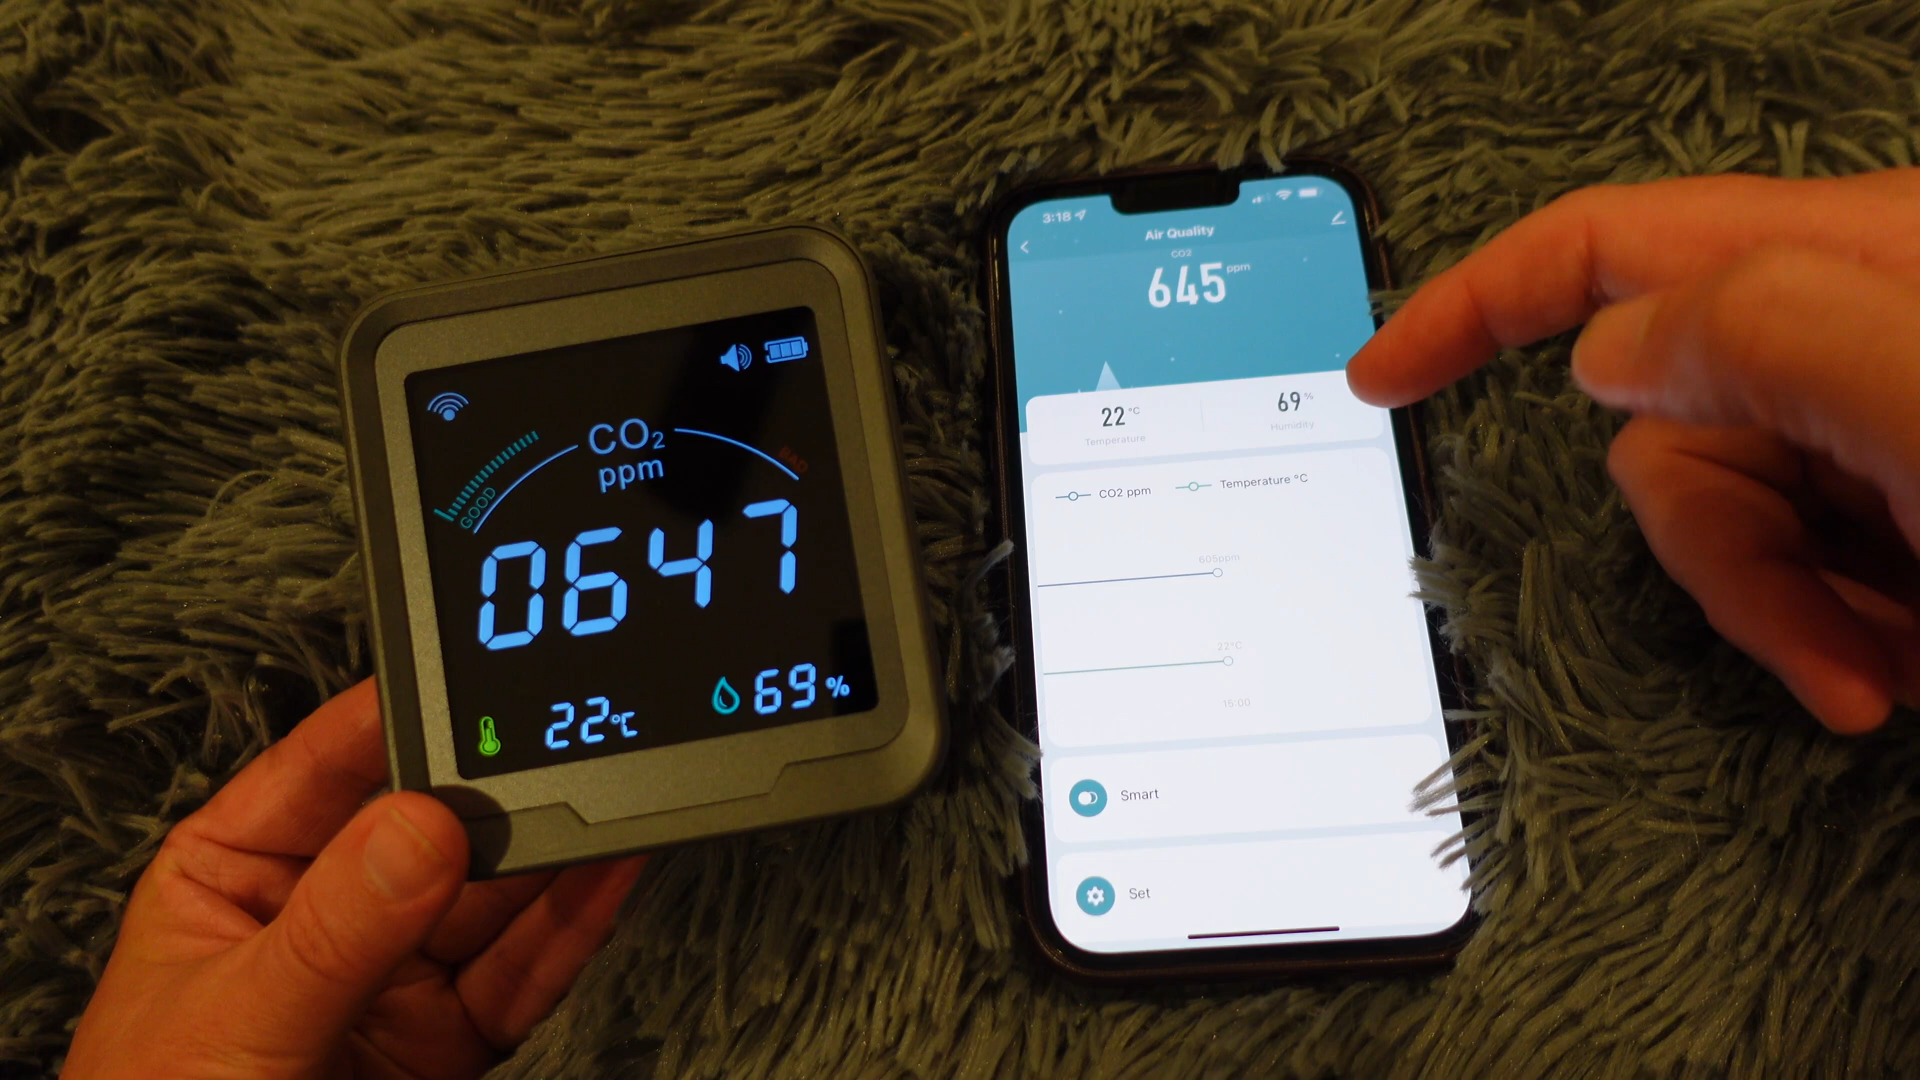 CO₂
ppm
GOOD
BAD
0647
22°C
69%
3:18
Air Quality
CO2
645 ppm
22 °C
Temperature
69 %
Humidity
CO2 ppm
Temperature °C
605ppm
22°C
15:00
Smart
Set